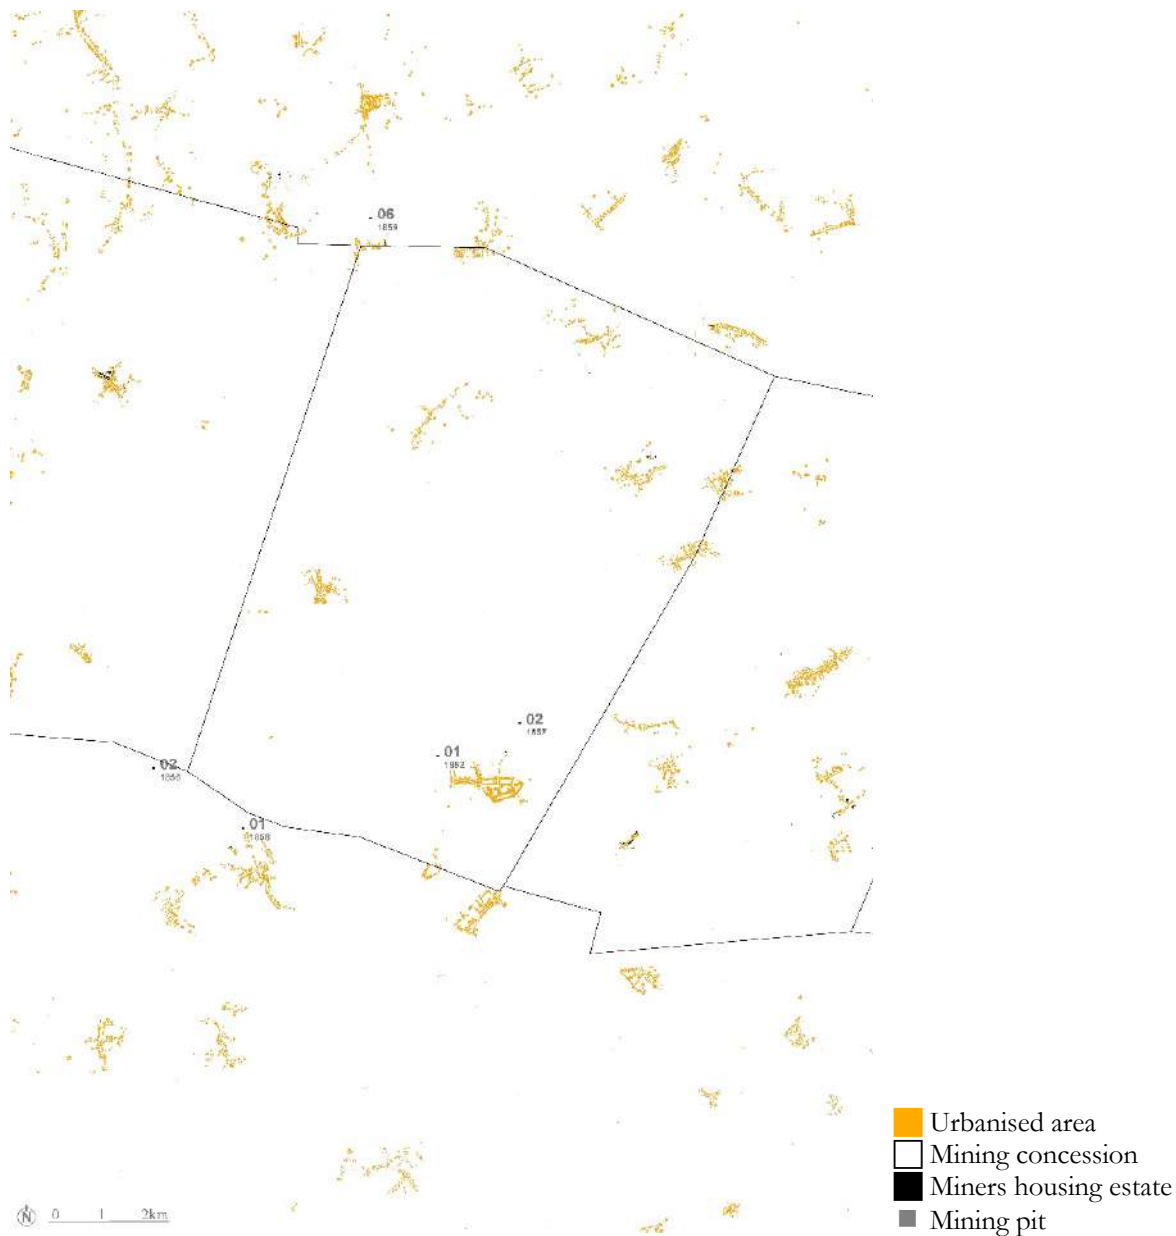 06
1859
02
1857
01
1852
02
01
1858
N 0 1 2km
Urbanised area
Mining concession
Miners housing estate
Mining pit